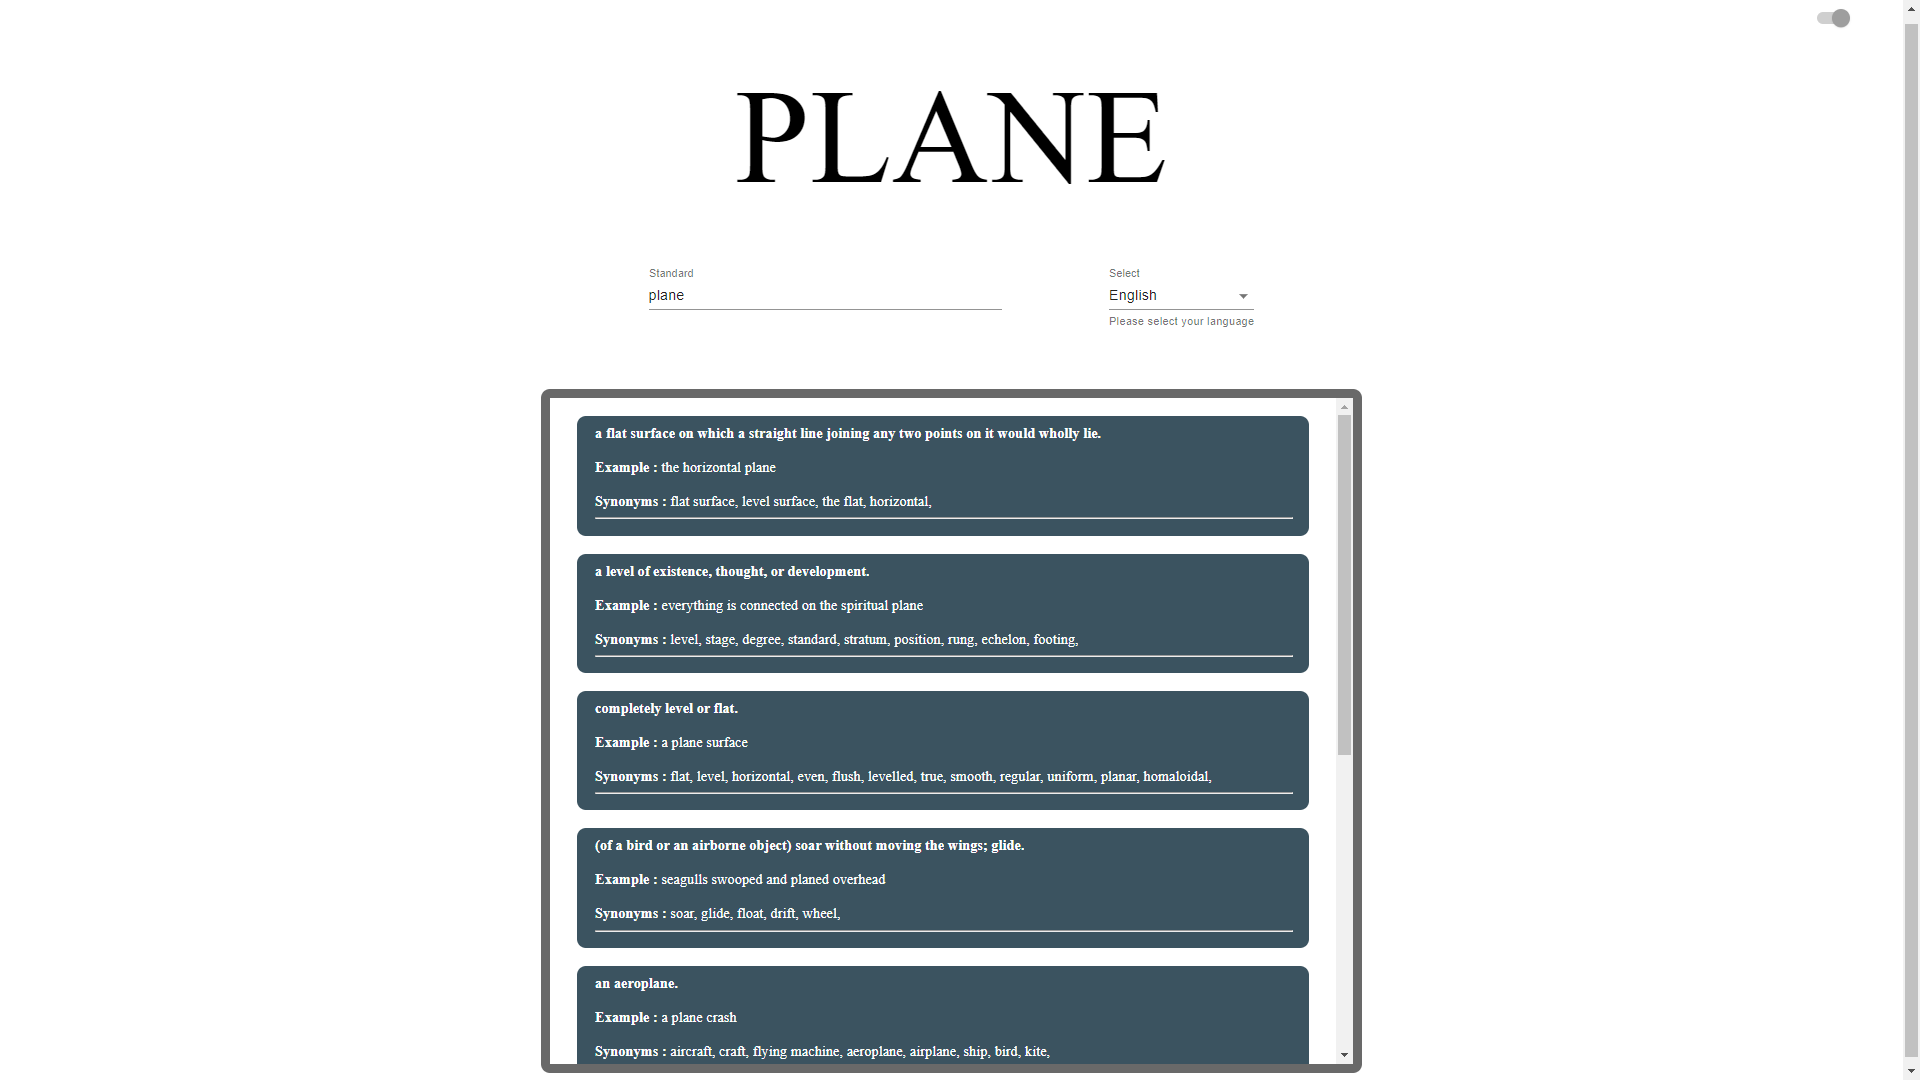 PLANE
Standard
plane
Select
English
Please select your language
a flat surface on which a straight line joining any two points on it would wholly lie.
Example : the horizontal plane
Synonyms : flat surface, level surface, the flat, horizontal,
a level of existence, thought, or development.
Example : everything is connected on the spiritual plane
Synonyms : level, stage, degree, standard, stratum, position, rung, echelon, footing,
completely level or flat.
Example : a plane surface
Synonyms : flat, level, horizontal, even, flush, levelled, true, smooth, regular, uniform, planar, homaloidal,
(of a bird or an airborne object) soar without moving the wings; glide.
Example : seagulls swooped and planed overhead
Synonyms : soar, glide, float, drift, wheel,
an aeroplane.
Example : a plane crash
Synonyms : aircraft, craft, flying machine, aeroplane, airplane, ship, bird, kite,